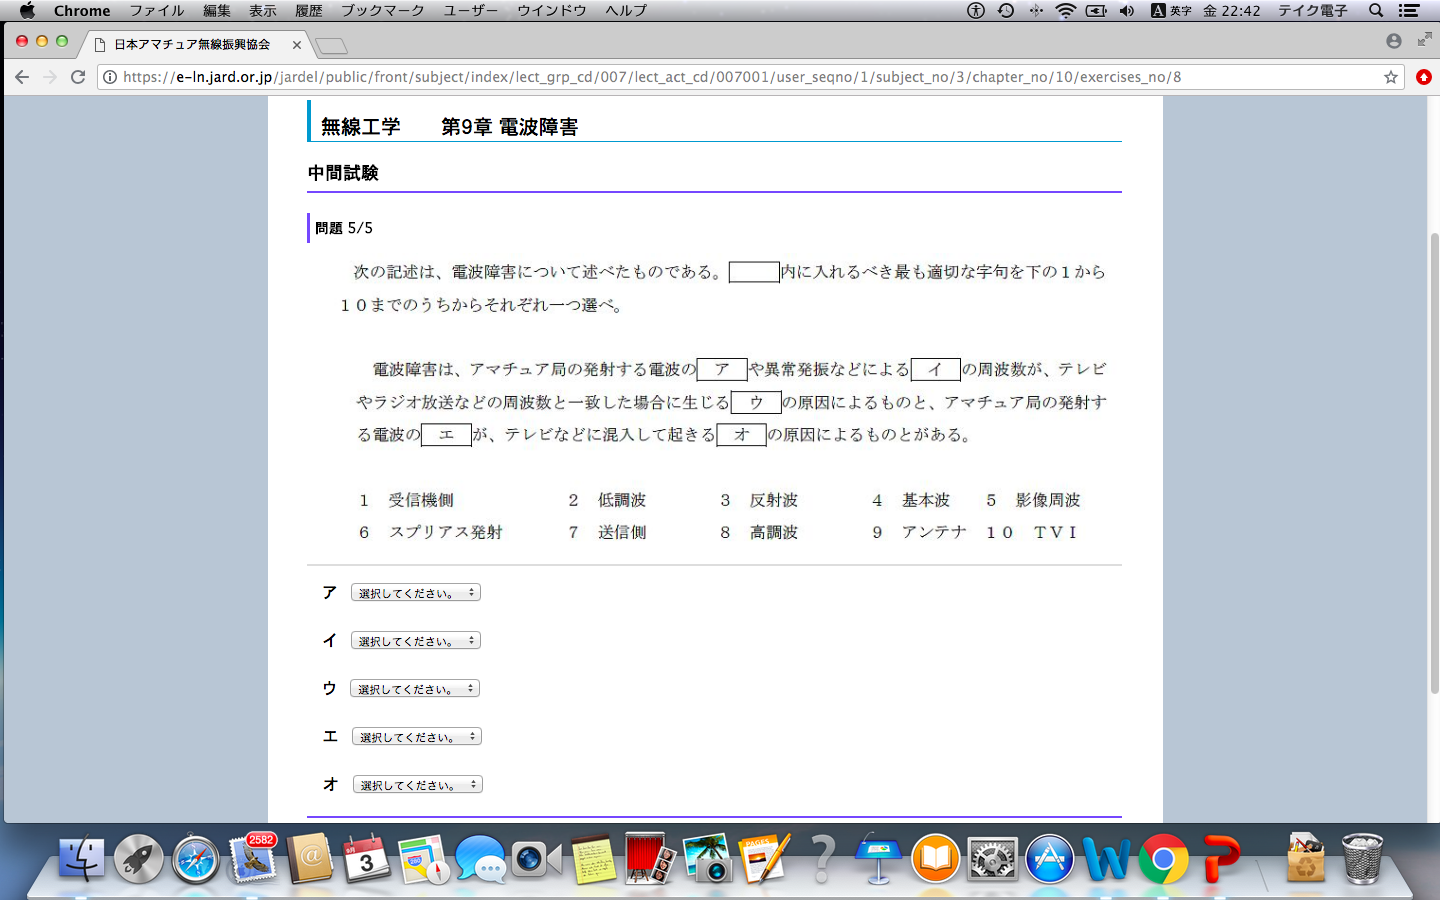 Chrome ファイル 編集 表示 履歴 ブックマーク ユーザー ウインドウ ヘルプ
A 英字 金 22:42 テイク電子
日本アマチュア無線振興協会
https://e-ln.jard.or.jp/jardel/public/front/subject/index/lect_grp_cd/007/lect_act_cd/007001/user_seqno/1/subject_no/3/chapter_no/10/exercises_no/8
無線工学 第9章 電波障害
中間試験
問題 5/5
次の記述は、電波障害について述べたものである。 内に入れるべき最も適切な字句を下の1から
10までのうちからそれぞれ一つ選べ。
電波障害は、アマチュア局の発射する電波の ア や異常発振などによる イ の周波数が、テレビ
やラジオ放送などの周波数と一致した場合に生じる ウ の原因によるものと、アマチュア局の発射す
る電波の エ が、テレビなどに混入して起きる オ の原因によるものとがある。
1 受信機側 2 低調波 3 反射波 4 基本波 5 影像周波
6 スプリアス発射 7 送信側 8 高調波 9 アンテナ 10 TVI
ア 選択してください。
イ 選択してください。
ウ 選択してください。
エ 選択してください。
オ 選択してください。
2582
3
PAGES